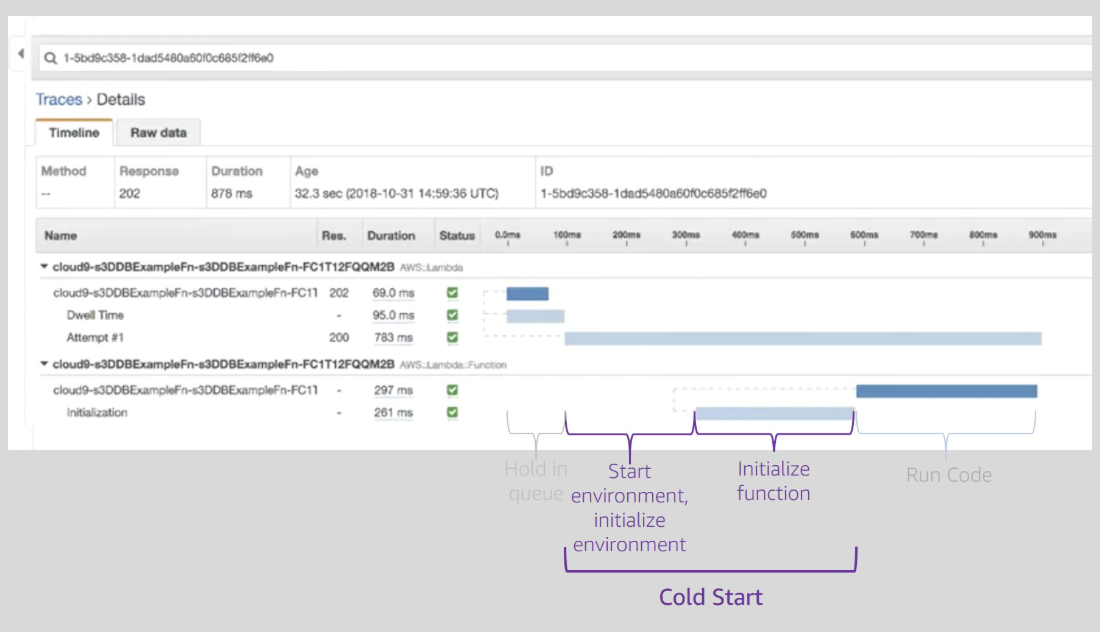 1-5bd9c358-1dad5480a60f0c685f2ff6e0
Traces > Details
Timeline Raw data
Method Response Duration Age ID
-- 202 878 ms 32.3 sec (2018-10-31 14:59:36 UTC) 1-5bd9c358-1dad5480a60f0c685f2ff6e0
Name Res. Duration Status 0.0ms 100ms 200ms 300ms 400ms 500ms 600ms 700ms 800ms 900ms
cloud9-s3DDBExampleFn-s3DDBExampleFn-FC1T12FQQM2B AWS::Lambda
cloud9-s3DDBExampleFn-s3DDBExampleFn-FC1T 202 69.0 ms
Dwell Time - 95.0 ms
Attempt #1 200 783 ms
cloud9-s3DDBExampleFn-s3DDBExampleFn-FC1T12FQQM2B AWS::Lambda::Function
cloud9-s3DDBExampleFn-s3DDBExampleFn-FC1T - 297 ms
Initialization - 261 ms
Hold in
queue
Start
environment,
initialize
environment
Initialize
function
Run Code
Cold Start